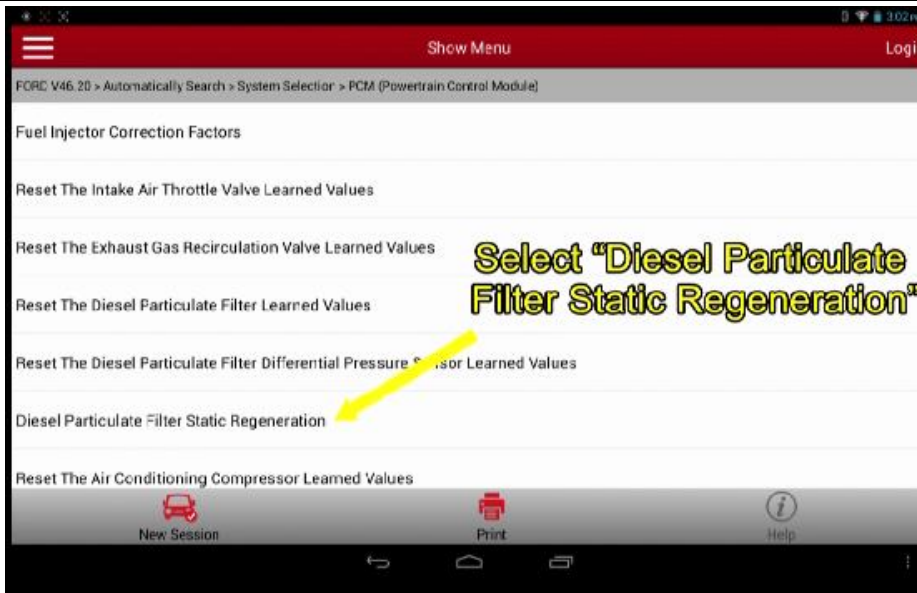 3:02
Show Menu
Logi
FORD V46.20 > Automatically Search > System Selection > PCM (Powertrain Control Module)
Fuel Injector Correction Factors
Reset The Intake Air Throttle Valve Learned Values
Reset The Exhaust Gas Recirculation Valve Learned Values
Select “Diesel Particulate
Filter Static Regeneration”
Reset The Diesel Particulate Filter Learned Values
Reset The Diesel Particulate Filter Differential Pressure Learned Values
Diesel Particulate Filter Static Regeneration
Reset The Air Conditioning Compressor Learned Values
New Session
Print
Help